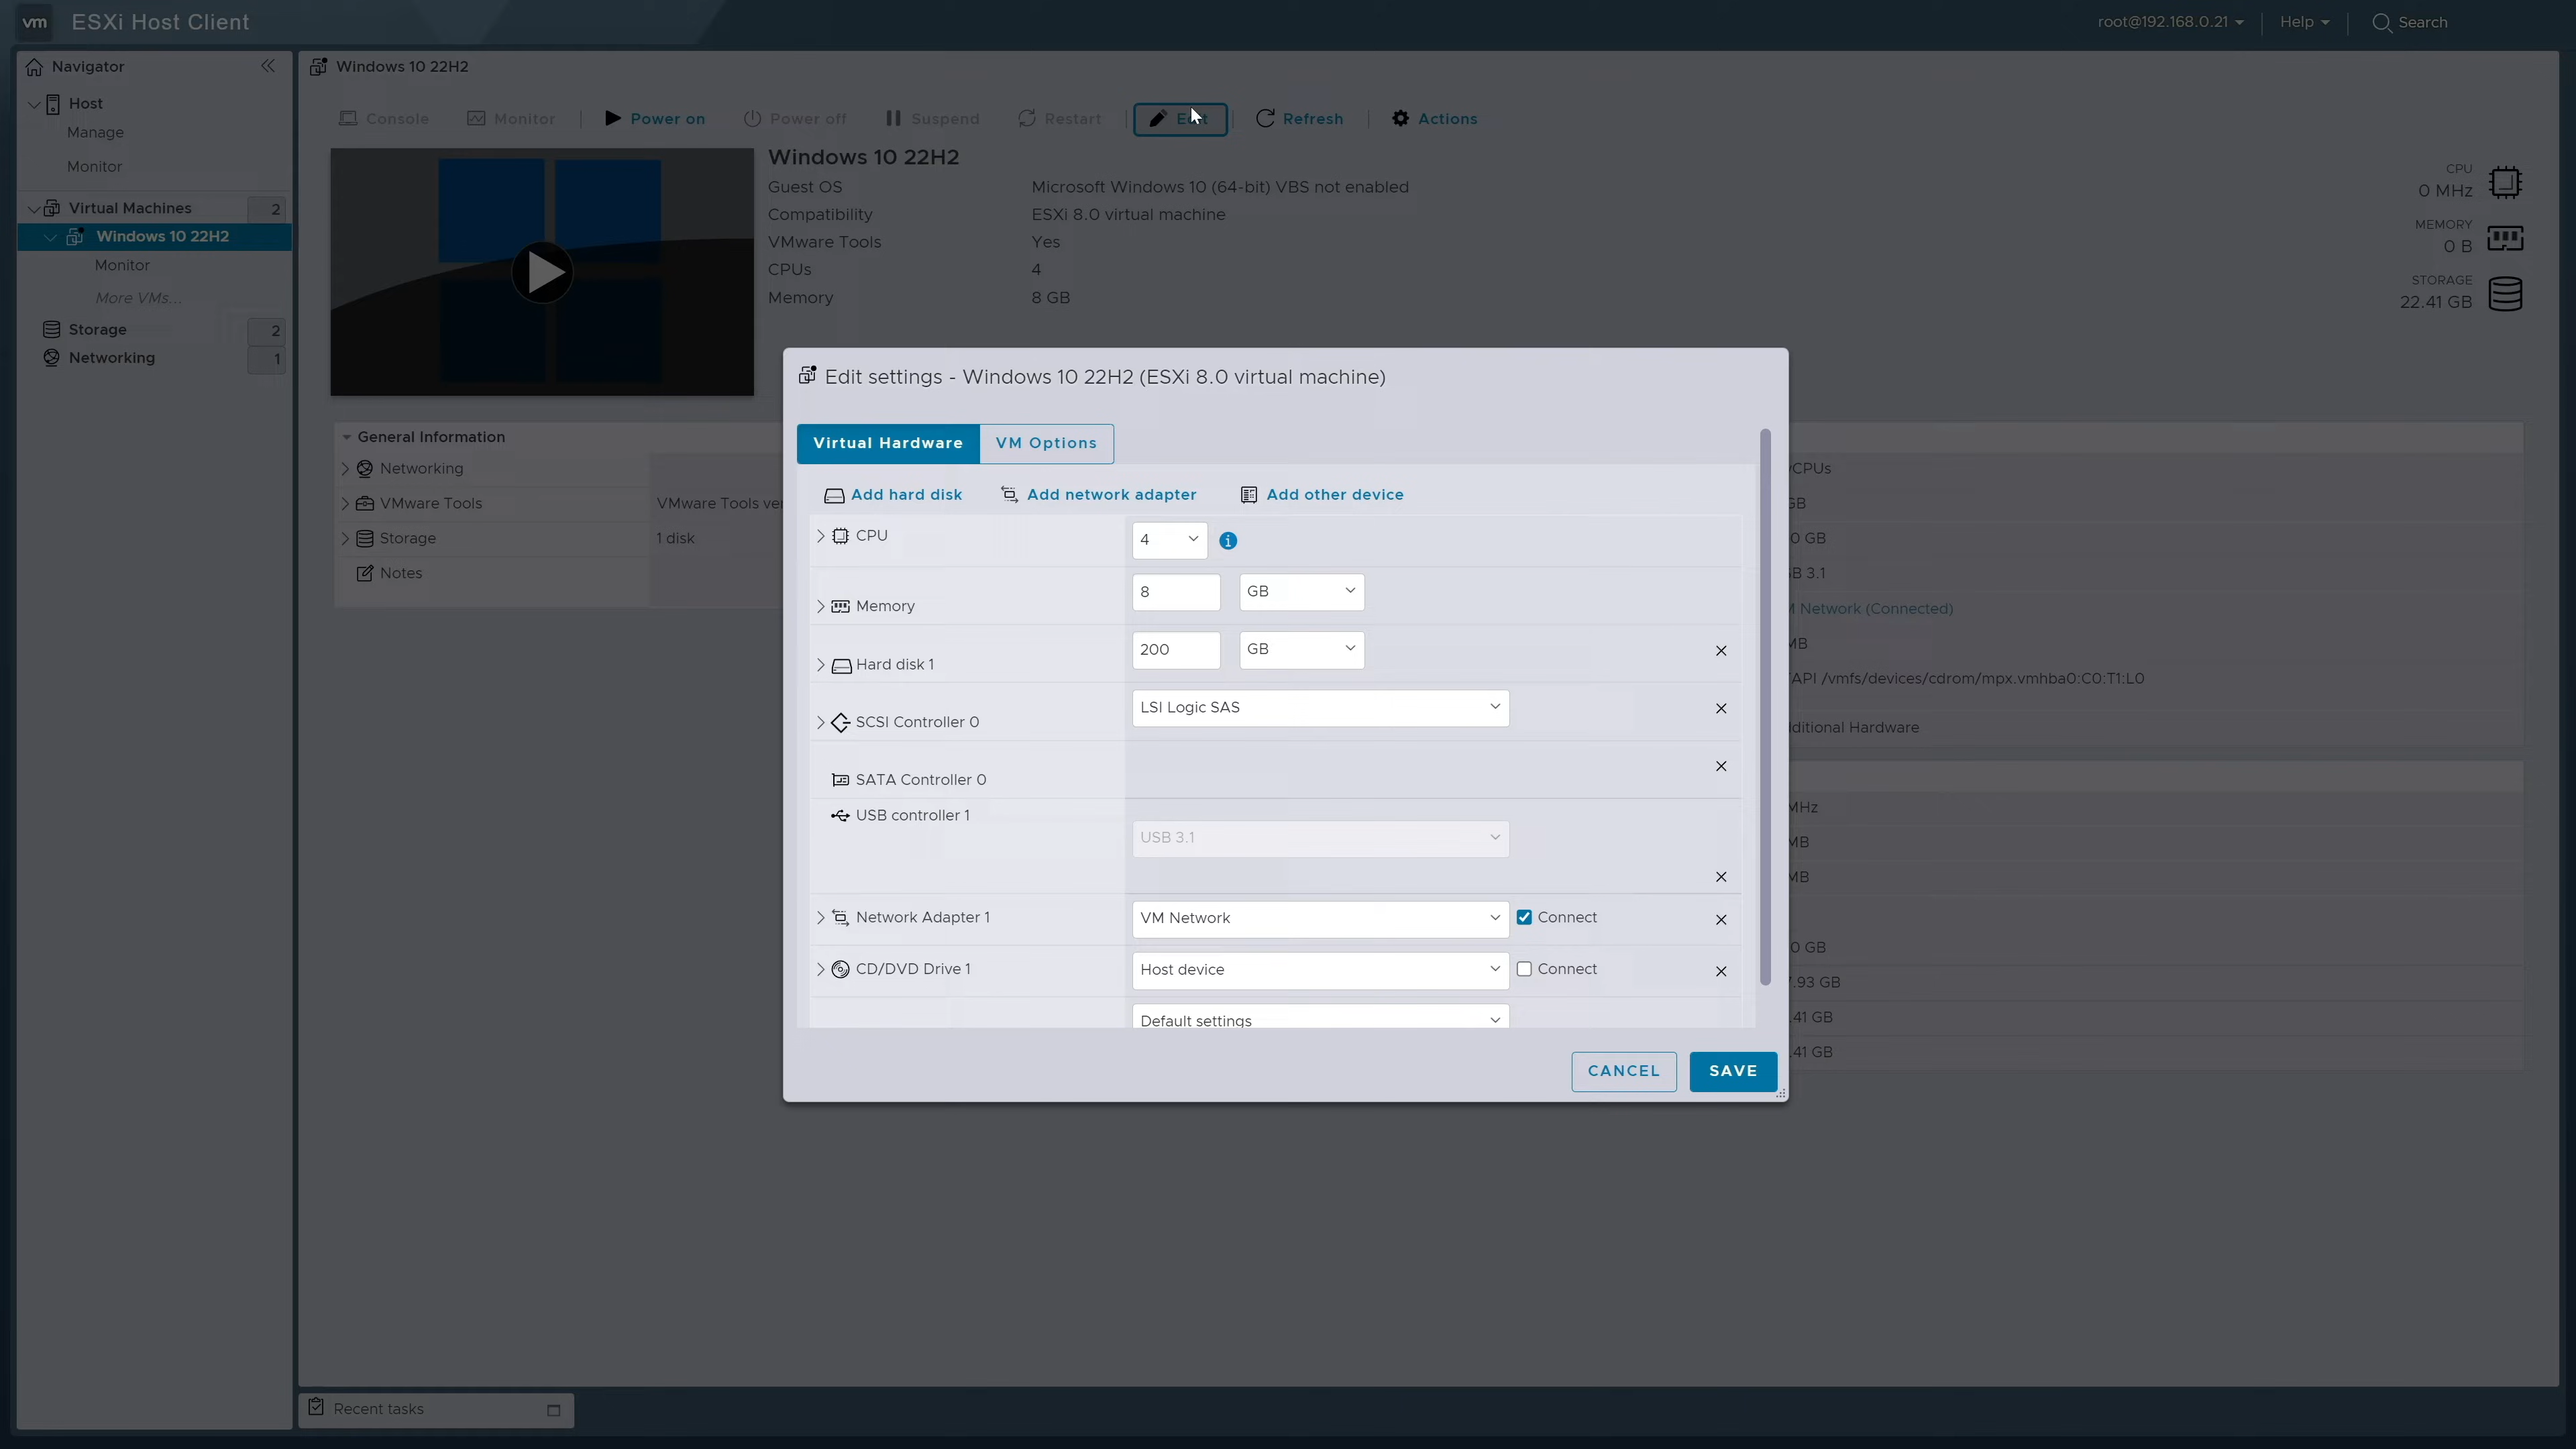 vm ESXi Host Client
root@192.168.0.21 Help Search
Navigator
Host
Manage
Monitor
Virtual Machines 2
Windows 10 22H2
Monitor
More VMs...
Storage 2
Networking 1
Windows 10 22H2
Console Monitor Power on Power off Suspend Restart Refresh Actions
Windows 10 22H2
Guest OS Microsoft Windows 10 (64-bit) VBS not enabled
Compatibility ESXi 8.0 virtual machine
VMware Tools Yes
CPUs 4
Memory 8 GB
CPU
0 MHz
MEMORY
0 B
STORAGE
22.41 GB
General Information
Networking
VMware Tools VMware Tools
Storage 1 disk
Notes
Edit settings - Windows 10 22H2 (ESXi 8.0 virtual machine)
Virtual Hardware VM Options
Add hard disk Add network adapter Add other device
CPU 4
Memory 8 GB
Hard disk 1 200 GB
SCSI Controller 0 LSI Logic SAS
SATA Controller 0
USB controller 1 USB 3.1
Network Adapter 1 VM Network Connect
CD/DVD Drive 1 Host device Connect
Default settings
CANCEL SAVE
CPUs
GB
0 GB
3.1
Network (Connected)
MB
/vmfs/devices/cdrom/mpx.vmhba0:C0:T1:L0
Hardware
MHz
MB
MB
0 GB
.93 GB
.41 GB
.41 GB
Recent tasks